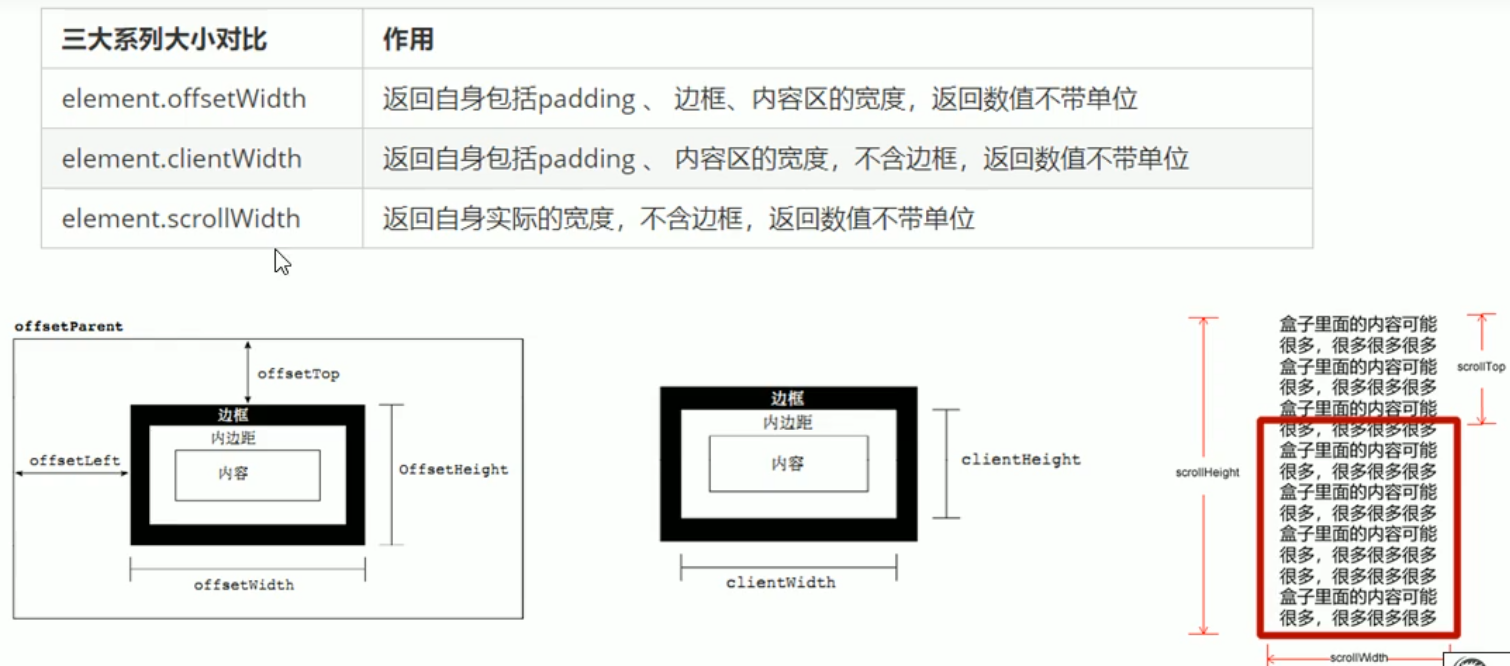 三大系列大小对比 作用
element.offsetWidth 返回自身包括padding 、 边框、内容区的宽度，返回数值不带单位
element.clientWidth 返回自身包括padding 、 内容区的宽度，不含边框，返回数值不带单位
element.scrollWidth 返回自身实际的宽度，不含边框，返回数值不带单位
offsetParent
offsetTop
边框
内边距
内容
offsetLeft
OffsetHeight
offsetWidth
边框
内边距
内容
clientHeight
clientWidth
盒子里面的内容可能
很多，很多很多很多
盒子里面的内容可能
很多，很多很多很多
盒子里面的内容可能
很多，很多很多很多
盒子里面的内容可能
很多，很多很多很多
盒子里面的内容可能
很多，很多很多很多
盒子里面的内容可能
很多，很多很多很多
很多，很多很多很多
盒子里面的内容可能
很多，很多很多很多
scrollTop
scrollHeight
scrollWidth